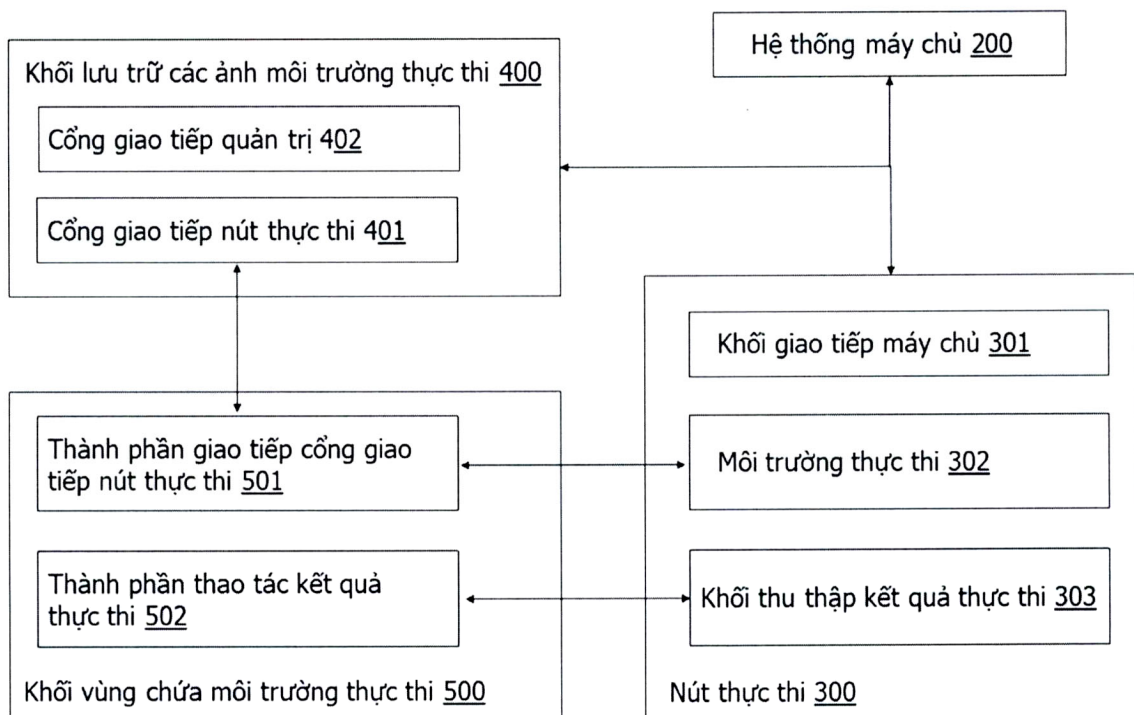 Hệ thống máy chủ 200
Khối lưu trữ các ảnh môi trường thực thi 400
Cổng giao tiếp quản trị 402
Cổng giao tiếp nút thực thi 401
Khối giao tiếp máy chủ 301
Thành phần giao tiếp cổng giao
tiếp nút thực thi 501
Môi trường thực thi 302
Thành phần thao tác kết quả
thực thi 502
Khối thu thập kết quả thực thi 303
Khối vùng chứa môi trường thực thi 500
Nút thực thi 300